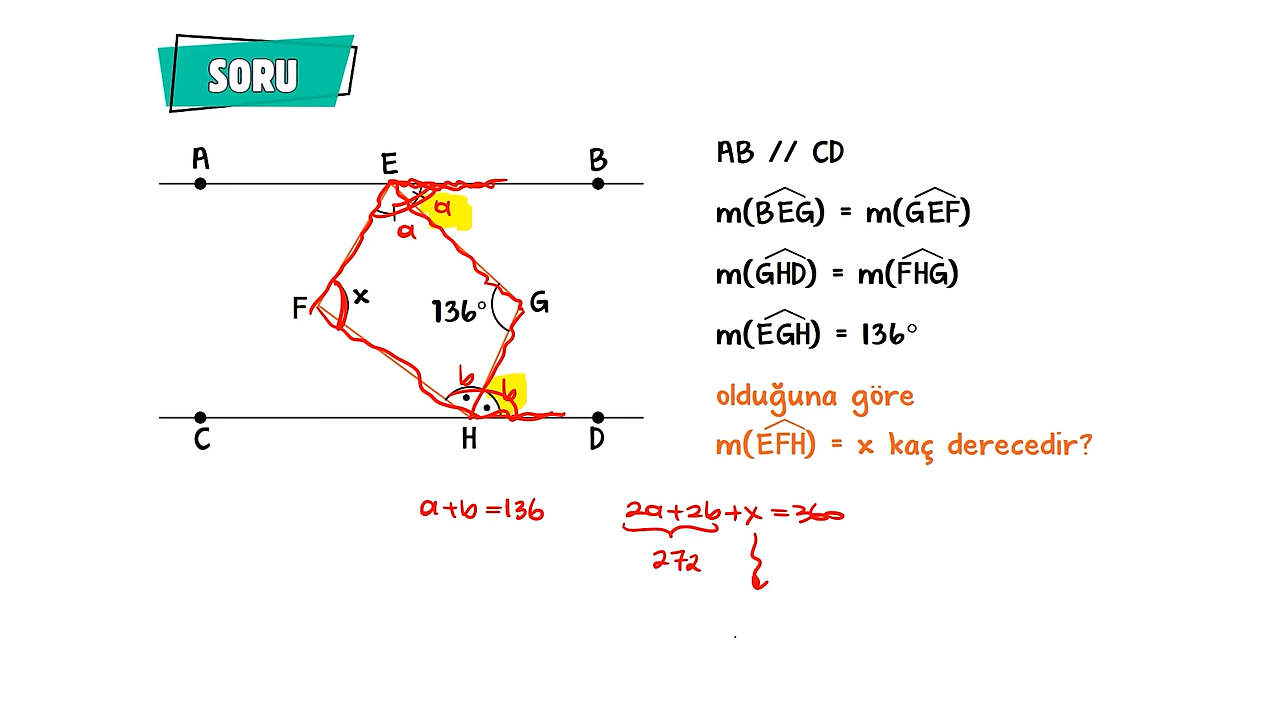 SORU
A
E
B
a
a
F
x
136°
G
b
b
C
H
D
AB // CD
m(BEG) = m(GEF)
m(GHD) = m(FHG)
m(EGH) = 136°
olduğuna göre
m(EFH) = x kaç derecedir?
a+b=136
2a+2b+x=360
272